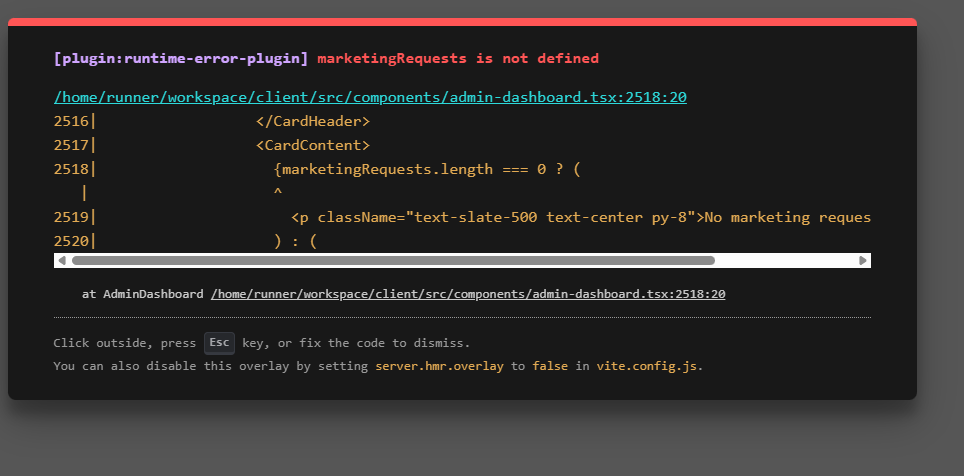 [plugin:runtime-error-plugin] marketingRequests is not defined
/home/runner/workspace/client/src/components/admin-dashboard.tsx:2518:20
2516|                  </CardHeader>
2517|                  <CardContent>
2518|                    {marketingRequests.length === 0 ? (
   |                    ^
2519|                      <p className="text-slate-500 text-center py-8">No marketing reques
2520|                    ) : (
at AdminDashboard /home/runner/workspace/client/src/components/admin-dashboard.tsx:2518:20
Click outside, press Esc key, or fix the code to dismiss.
You can also disable this overlay by setting server.hmr.overlay to false in vite.config.js.